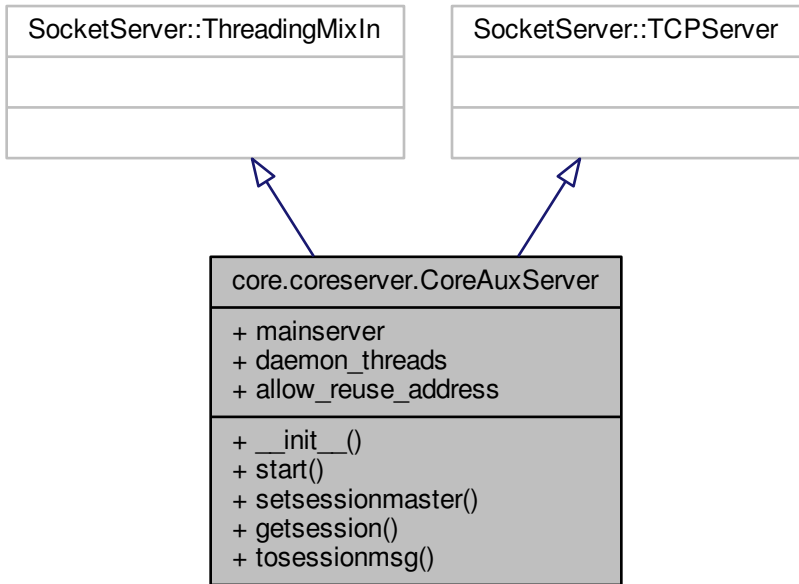 SocketServer::ThreadingMixIn
SocketServer::TCPServer
core.coreserver.CoreAuxServer
+ mainserver
+ daemon_threads
+ allow_reuse_address
+ __init__()
+ start()
+ setsessionmaster()
+ getsession()
+ tosessionmsg()